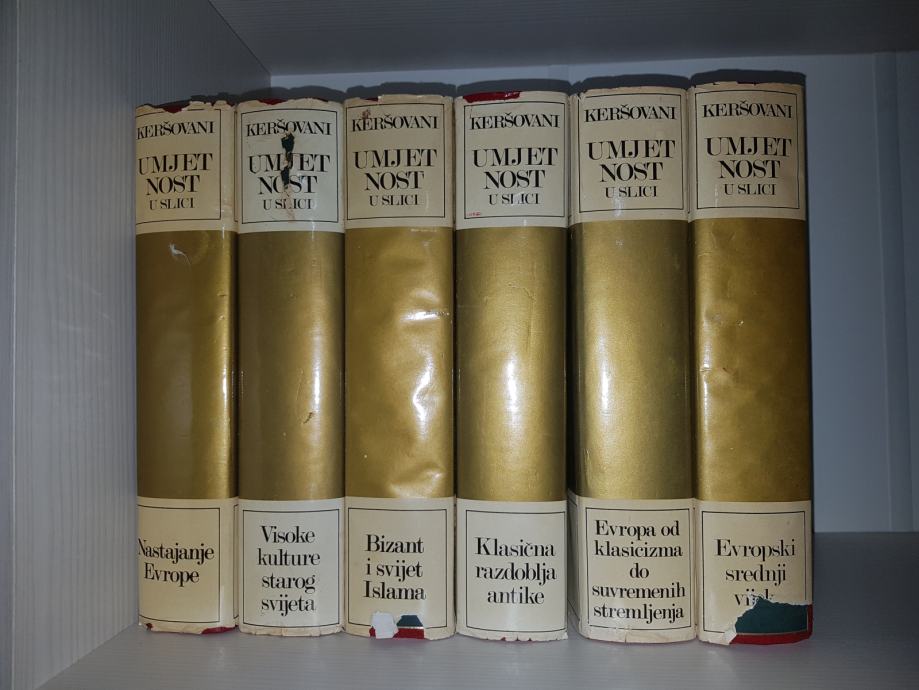 KERŠOVANI
UMJET
NOST
U SLICI
Nastajanje
Evrope
KERŠOVANI
UMJET
NOST
U SLICI
Visoke
kulture
starog
svijeta
KERŠOVANI
UMJET
NOST
U SLICI
Bizant
i svijet
Islama
KERŠOVANI
UMJET
NOST
U SLICI
Klasična
razdoblja
antike
KERŠOVANI
UMJET
NOST
U SLICI
Evropa od
klasicizma
do
suvremenih
stremljenja
KERŠOVANI
UMJET
NOST
U SLICI
Evropski
srednji
vijek